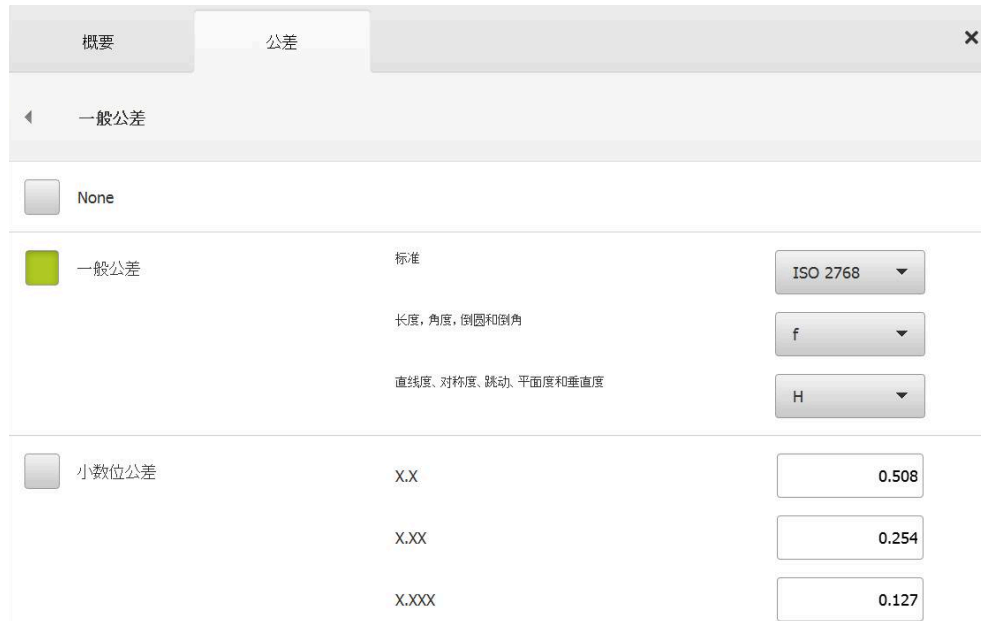 概要 公差
一般公差
None
一般公差 标准 ISO 2768
长度, 角度, 倒圆和倒角 f
直线度、对称度、跳动、平面度和垂直度 H
小数位公差 X.X 0.508
X.XX 0.254
X.XXX 0.127